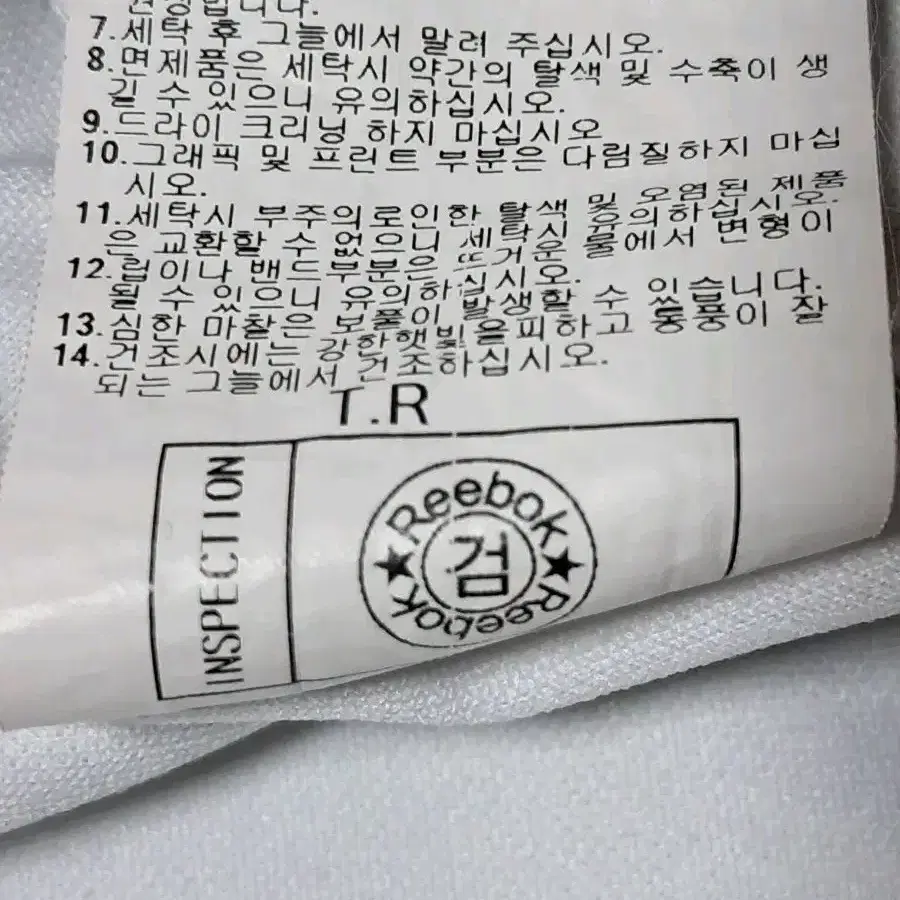 권장합니다.
7.세탁 후 그늘에서 말려 주십시오.
8.면제품은 세탁시 약간의 탈색 및 수축이 생
길 수 있으니 유의하십시오.
9.드라이 크리닝 하지 마십시오
10.그래픽 및 프린트 부분은 다림질하지 마십
시오.
11.세탁시 부주의로인한 탈색 및 오염된 제품
은 교환할 수 없으니 세탁시 유의하십시오.
12.립이나 밴드부분은 뜨거운 물에서 변형이
될 수 있으니 유의하십시오.
13.심한 마찰은 보풀이 발생할 수 있습니다.
14.건조시에는 강한햇빛을피하고 통풍이 잘
되는 그늘에서 건조하십시오.
T.R
INSPECTION
Reebok
검
Reebok